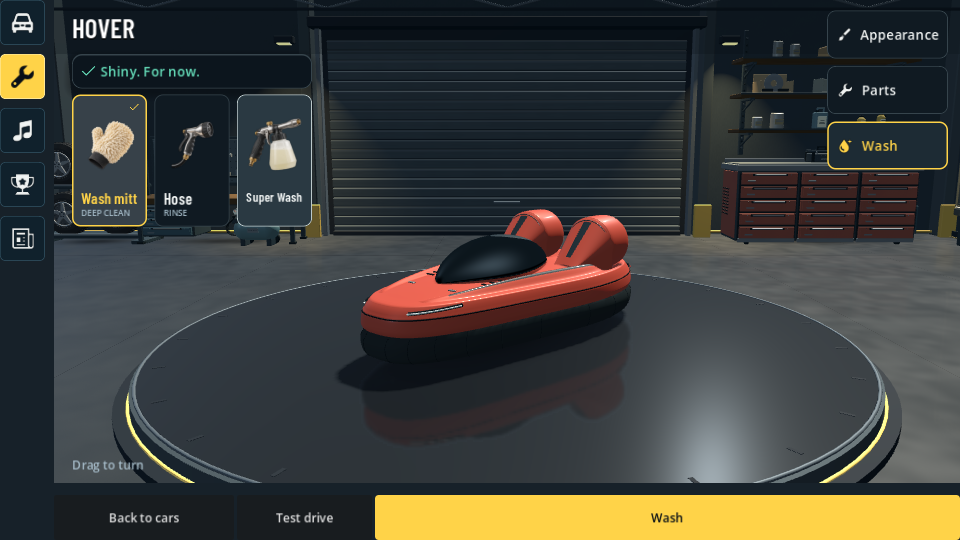 HOVER
Shiny. For now.
Wash mitt
DEEP CLEAN
Hose
RINSE
Super Wash
Appearance
Parts
Wash
Drag to turn
Back to cars
Test drive
Wash